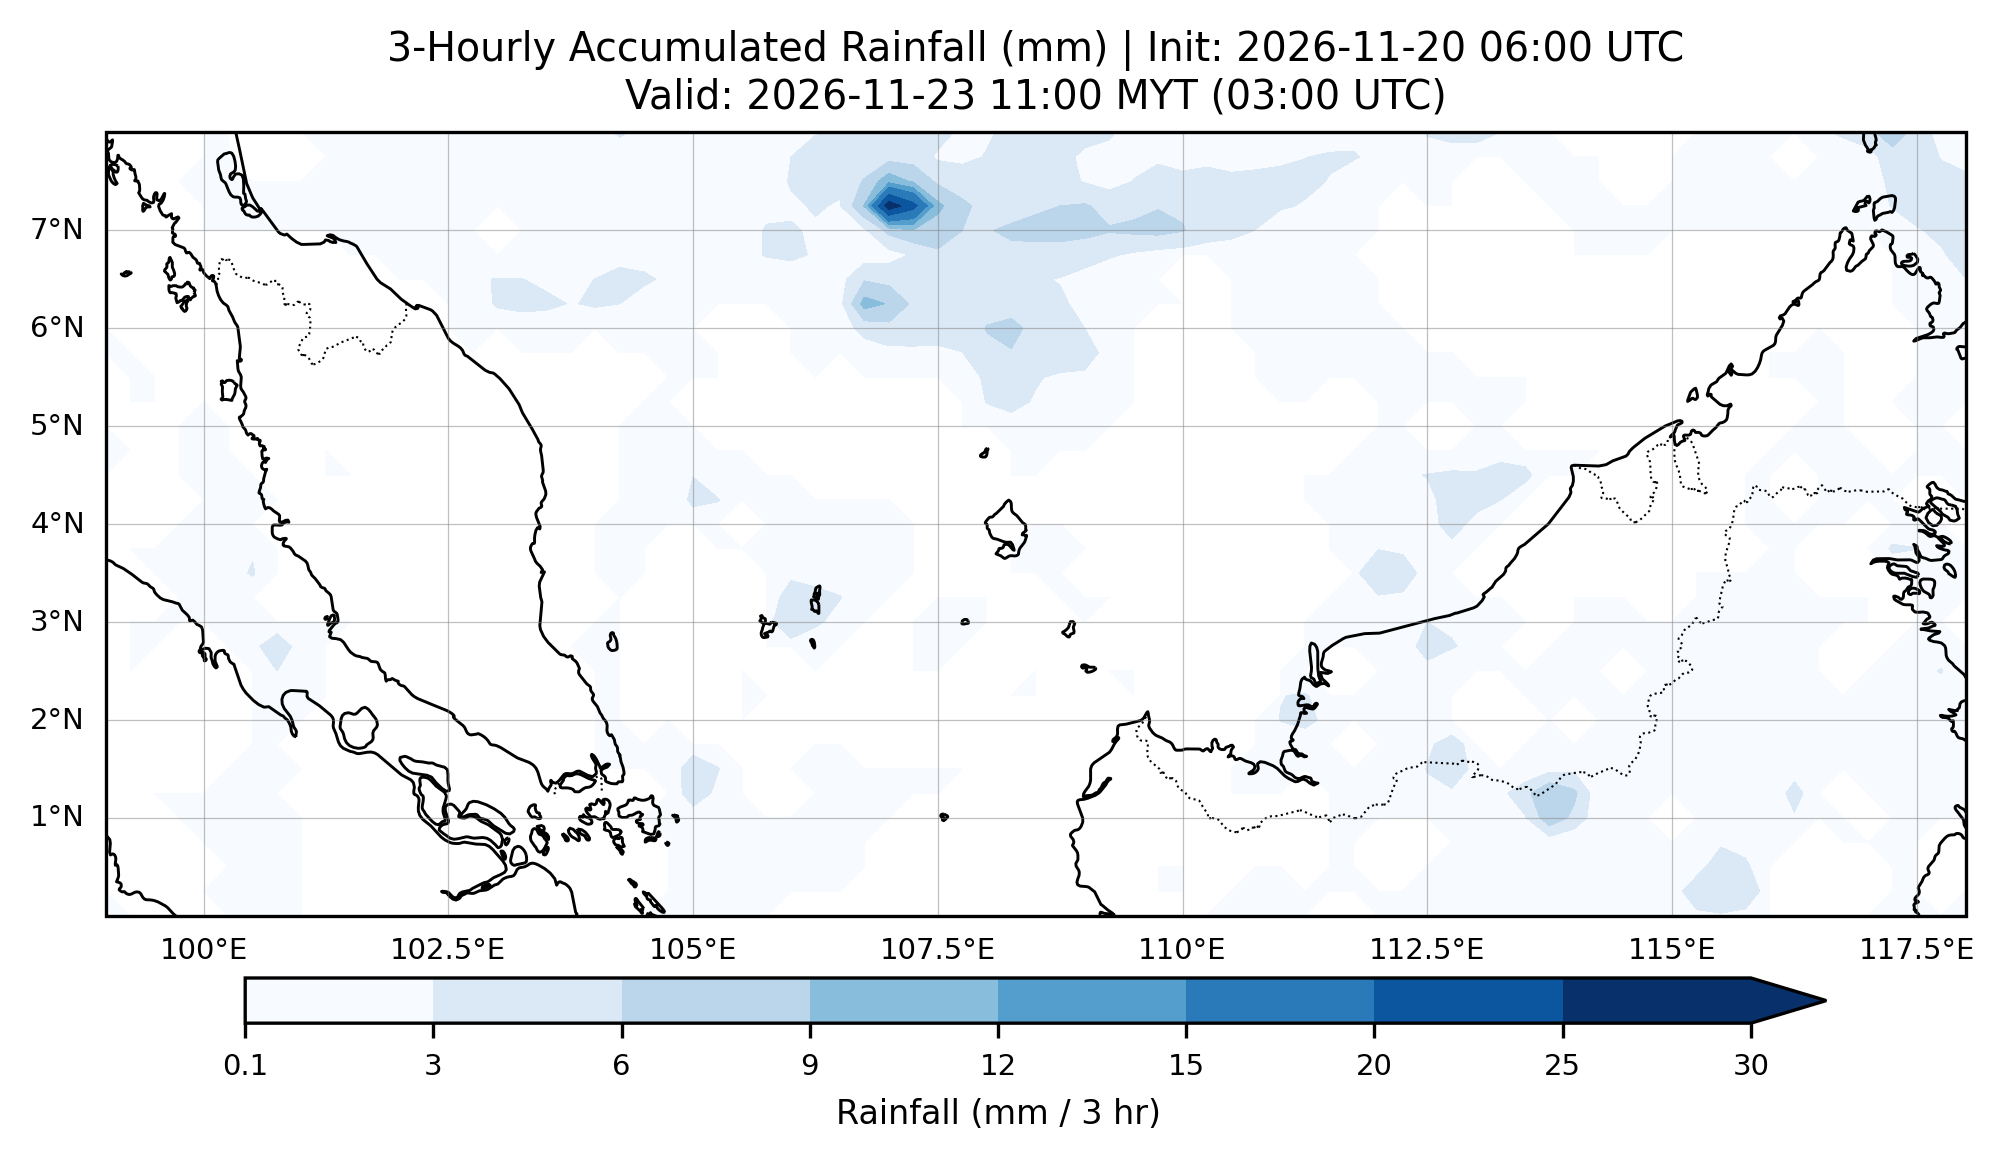 3-Hourly Accumulated Rainfall (mm) | Init: 2026-11-20 06:00 UTC
Valid: 2026-11-23 11:00 MYT (03:00 UTC)
7°N
6°N
5°N
4°N
3°N
2°N
1°N
100°E 102.5°E 105°E 107.5°E 110°E 112.5°E 115°E 117.5°E
0.1 3 6 9 12 15 20 25 30
Rainfall (mm / 3 hr)